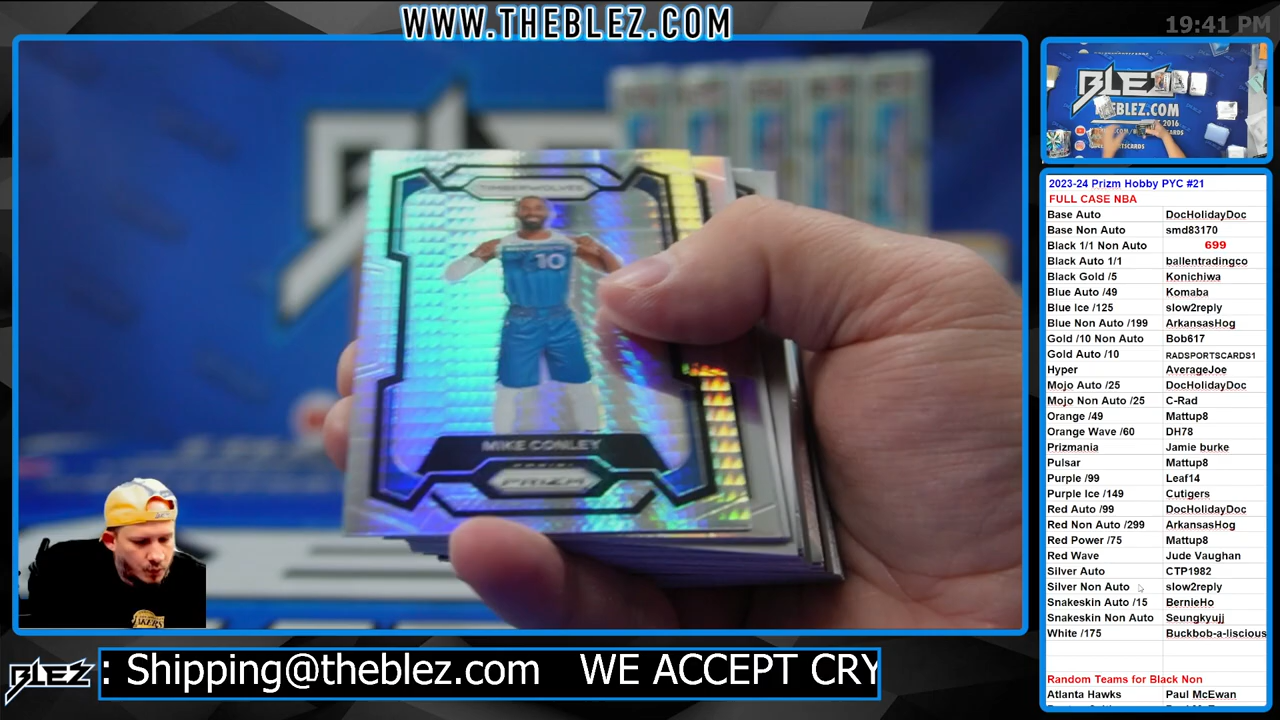 WWW.THEBLEZ.COM
19:41 PM
TIMBERWOLVES
10
MIKE CONLEY
PRIZM
BLEZ
THEBLEZ.COM
2016
2023-24 Prizm Hobby PYC #21
FULL CASE NBA
Base Auto DocHolidayDoc
Base Non Auto smd83170
Black 1/1 Non Auto 699
Black Auto 1/1 ballentradingco
Black Gold /5 Konichiwa
Blue Auto /49 Komaba
Blue ice /125 slow2reply
Blue Non Auto /199 ArkansasHog
Gold /10 Non Auto Bob617
Gold Auto /10 RADSPORTSCARDS1
Hyper AverageJoe
Mojo Auto /25 DocHolidayDoc
Mojo Non Auto /25 C-Rad
Orange /49 Mattup8
Orange Wave /60 DH78
Prizmania Jamie burke
Pulsar Mattup8
Purple /99 Leaf14
Purple Ice /149 Cutigers
Red Auto /99 DocHolidayDoc
Red Non Auto /299 ArkansasHog
Red Power /75 Mattup8
Red Wave Jude Vaughan
Silver Auto CTP1982
Silver Non Auto slow2reply
Snakeskin Auto /15 BernieHo
Snakeskin Non Auto Seungkyujj
White /175 Buckbob-a-liscious
Random Teams for Black Non
Atlanta Hawks Paul McEwan
BLEZ
: Shipping@theblez.com WE ACCEPT CRY